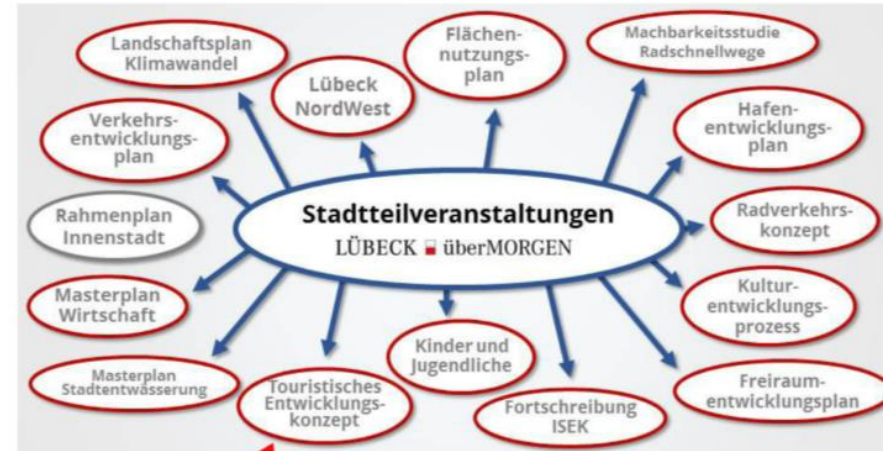 Landschaftsplan
Klimawandel
Lübeck
NordWest
Flächen-
nutzungs-
plan
Machbarkeitsstudie
Radschnellwege
Verkehrs-
entwicklungs-
plan
Hafen-
entwicklungs-
plan
Rahmenplan
Innenstadt
Stadtteilveranstaltungen
LÜBECK überMORGEN
Radverkehrs-
konzept
Masterplan
Wirtschaft
Kultur-
entwicklungs-
prozess
Masterplan
Stadtentwässerung
Touristisches
Entwicklungs-
konzept
Kinder und
Jugendliche
Fortschreibung
ISEK
Freiraum-
entwicklungsplan